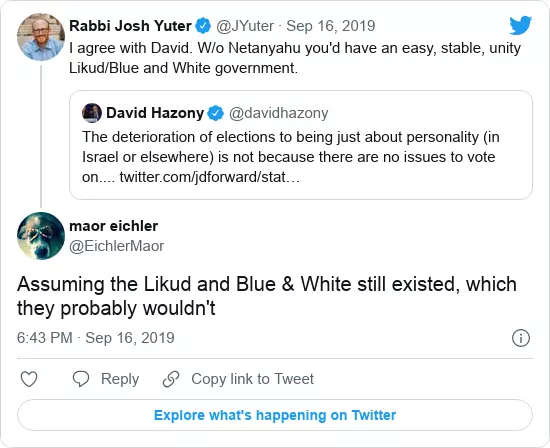 Rabbi Josh Yuter @JYuter · Sep 16, 2019
I agree with David. W/o Netanyahu you'd have an easy, stable, unity
Likud/Blue and White government.
David Hazony @davidhazony
The deterioration of elections to being just about personality (in
Israel or elsewhere) is not because there are no issues to vote
on.... twitter.com/jdforward/stat…
maor eichler
@EichlerMaor
Assuming the Likud and Blue & White still existed, which
they probably wouldn't
6:43 PM · Sep 16, 2019
Reply Copy link to Tweet
Explore what's happening on Twitter